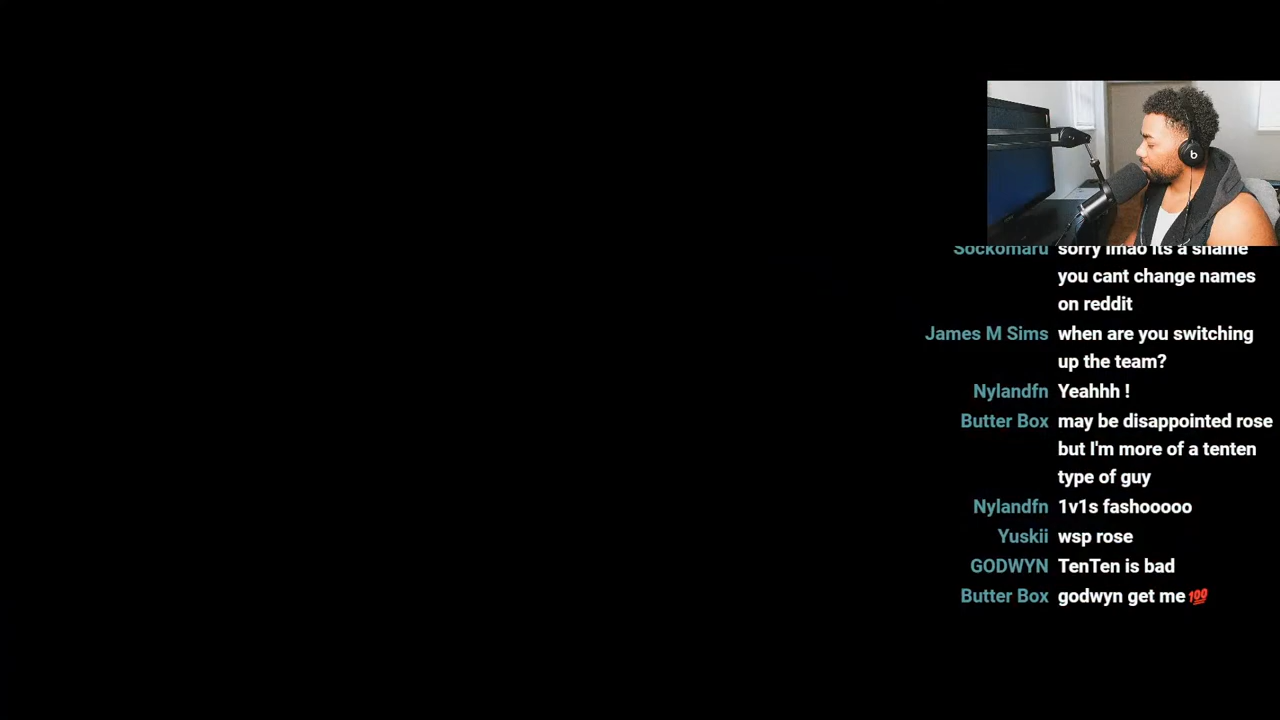 Sockomaru sorry lmao its a shame
you cant change names
on reddit
James M Sims when are you switching
up the team?
Nylandfn Yeahhh !
Butter Box may be disappointed rose
but I'm more of a tenten
type of guy
Nylandfn 1v1s fashooooo
Yuskii wsp rose
GODWYN TenTen is bad
Butter Box godwyn get me💯